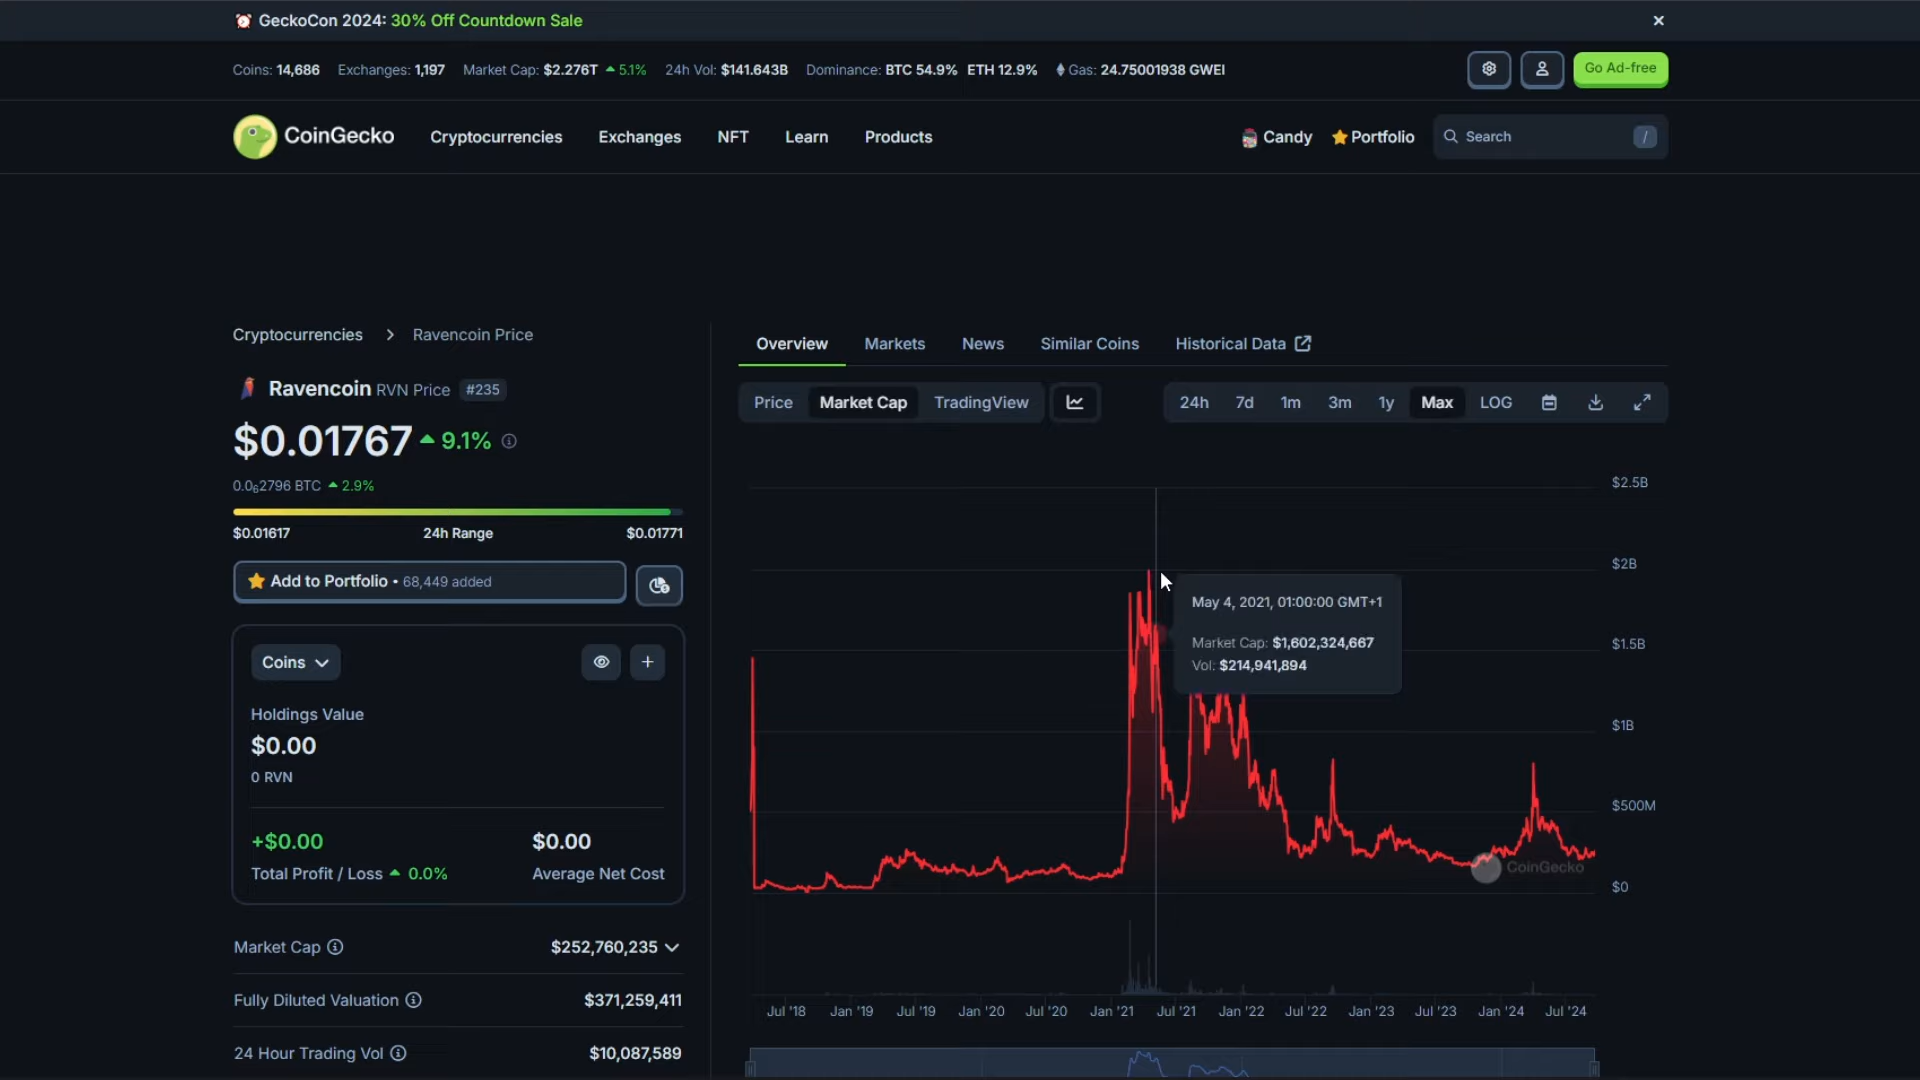 GeckoCon 2024: 30% Off Countdown Sale
Coins: 14,686 Exchanges: 1,197 Market Cap: $2.276T 5.1% 24h Vol: $141.643B Dominance: BTC 54.9% ETH 12.9% Gas: 24.75001938 GWEI
Go Ad-free
CoinGecko Cryptocurrencies Exchanges NFT Learn Products Candy Portfolio Search /
Cryptocurrencies > Ravencoin Price
Ravencoin RVN Price #235
$0.01767 9.1%
0.0₆2796 BTC 2.9%
$0.01617 24h Range $0.01771
Add to Portfolio • 68,449 added
Coins
Holdings Value
$0.00
0 RVN
+$0.00 $0.00
Total Profit / Loss 0.0% Average Net Cost
Market Cap $252,760,235
Fully Diluted Valuation $371,259,411
24 Hour Trading Vol $10,087,589
Overview Markets News Similar Coins Historical Data
Price Market Cap TradingView 24h 7d 1m 3m 1y Max LOG
$2.5B
$2B
May 4, 2021, 01:00:00 GMT+1
Market Cap: $1,602,324,667
Vol: $214,941,894
$1.5B
$1B
$500M
CoinGecko
$0
Jul '18 Jan '19 Jul '19 Jan '20 Jul '20 Jan '21 Jul '21 Jan '22 Jul '22 Jan '23 Jul '23 Jan '24 Jul '24